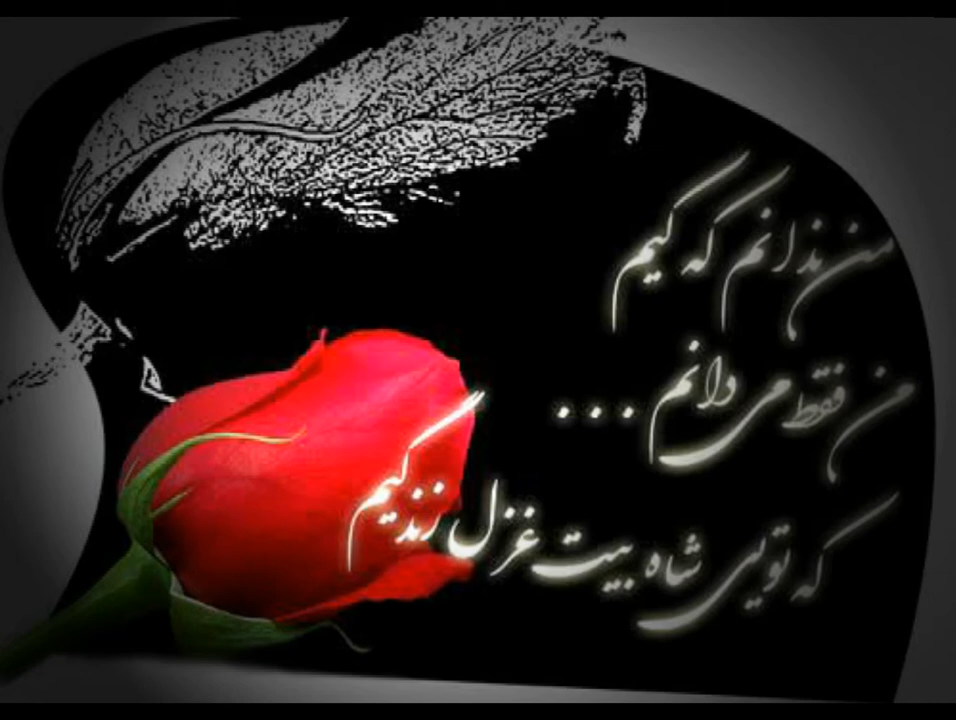 من ندانم که کیم
من فقط می دانم ....
که تویی شاه بیت غزل زندگیم